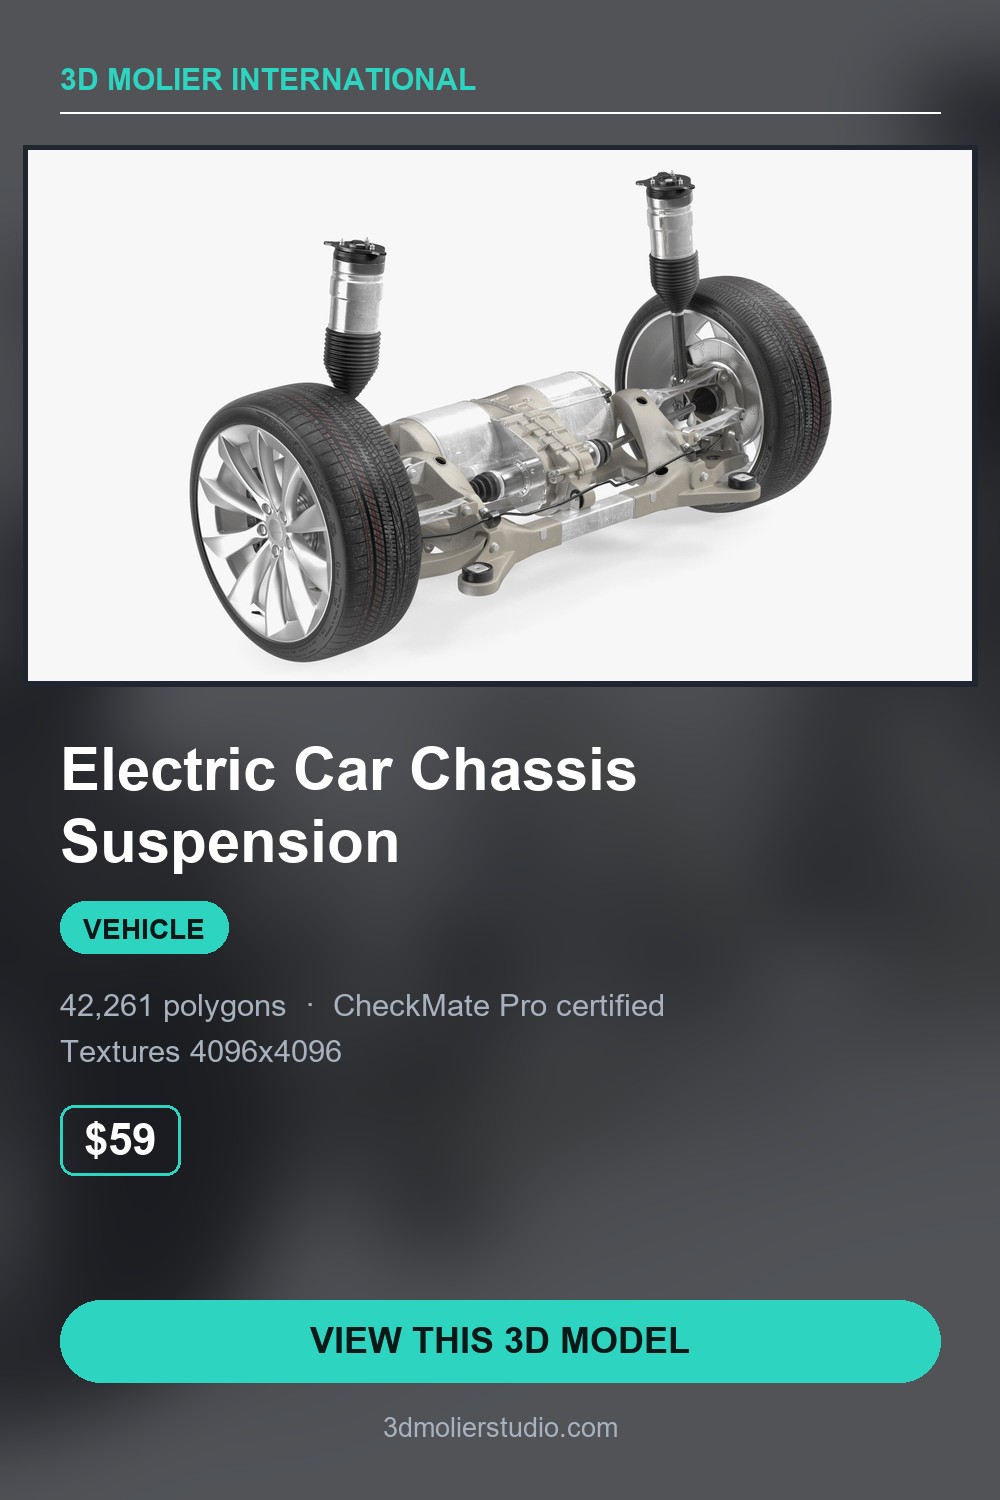 3D MOLIER INTERNATIONAL
Electric Car Chassis
Suspension
VEHICLE
42,261 polygons · CheckMate Pro certified
Textures 4096x4096
$59
VIEW THIS 3D MODEL
3dmolierstudio.com